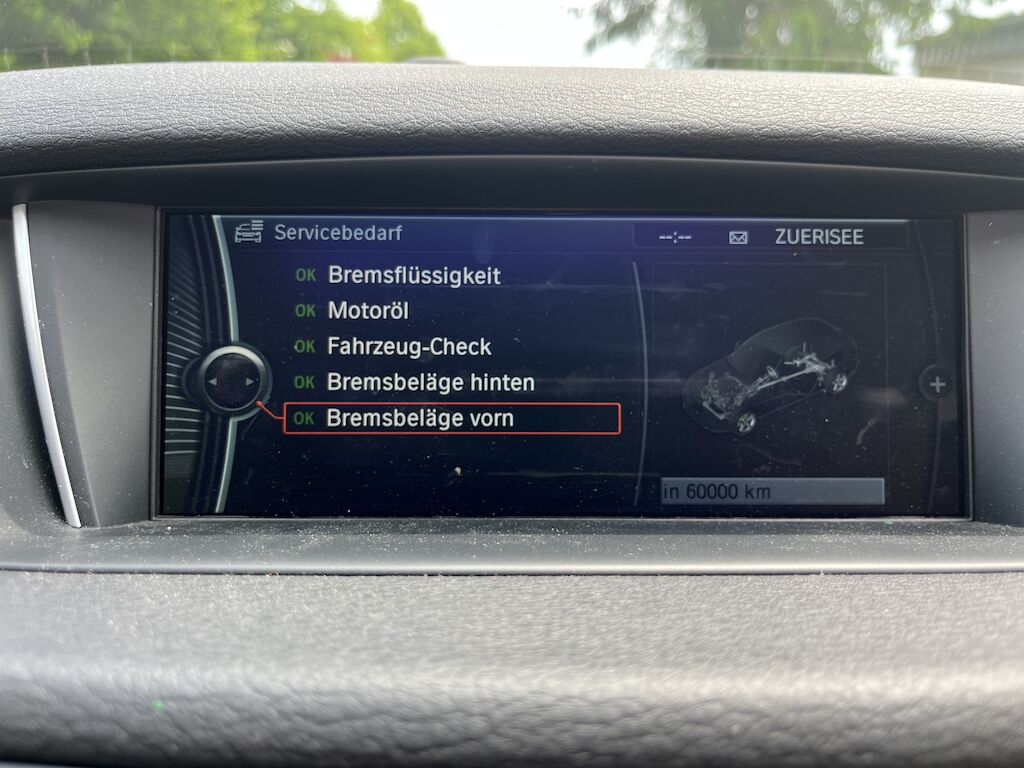 Servicebedarf
--:--
ZUERISEE
OK Bremsflüssigkeit
OK Motoröl
OK Fahrzeug-Check
OK Bremsbeläge hinten
OK Bremsbeläge vorn
in 60000 km